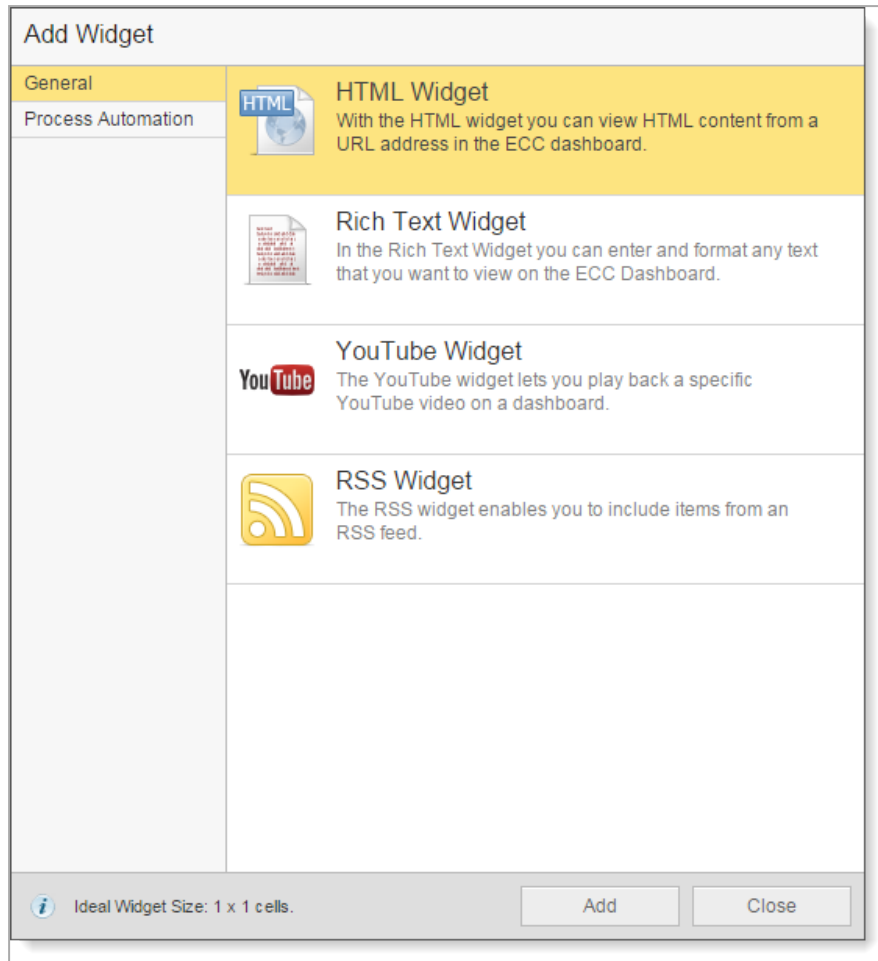 Add Widget
General
Process Automation
HTML
HTML Widget
With the HTML widget you can view HTML content from a
URL address in the ECC dashboard.
Rich Text Widget
In the Rich Text Widget you can enter and format any text
that you want to view on the ECC Dashboard.
You Tube
YouTube Widget
The YouTube widget lets you play back a specific
YouTube video on a dashboard.
RSS Widget
The RSS widget enables you to include items from an
RSS feed.
i
Ideal Widget Size: 1 x 1 cells.
Add
Close